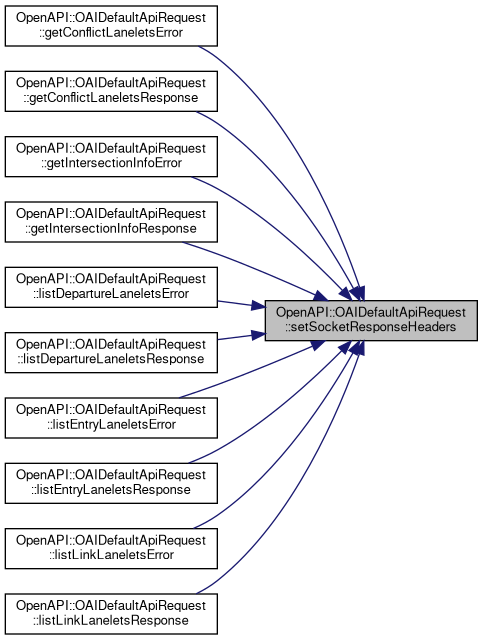 OpenAPI::OAIDefaultApiRequest
::getConflictLaneletsError
OpenAPI::OAIDefaultApiRequest
::getConflictLaneletsResponse
OpenAPI::OAIDefaultApiRequest
::getIntersectionInfoError
OpenAPI::OAIDefaultApiRequest
::getIntersectionInfoResponse
OpenAPI::OAIDefaultApiRequest
::listDepartureLaneletsError
OpenAPI::OAIDefaultApiRequest
::setSocketResponseHeaders
OpenAPI::OAIDefaultApiRequest
::listDepartureLaneletsResponse
OpenAPI::OAIDefaultApiRequest
::listEntryLaneletsError
OpenAPI::OAIDefaultApiRequest
::listEntryLaneletsResponse
OpenAPI::OAIDefaultApiRequest
::listLinkLaneletsError
OpenAPI::OAIDefaultApiRequest
::listLinkLaneletsResponse